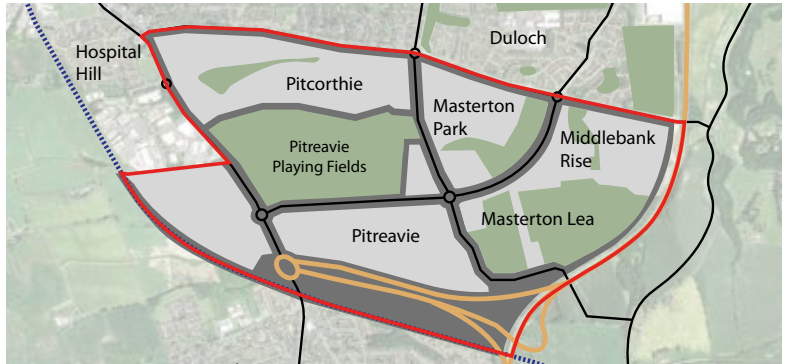 Duloch
Hospital
Hill
Pitcorthie
Masterton
Park
Middlebank
Rise
Pitreavie
Playing Fields
Masterton Lea
Pitreavie